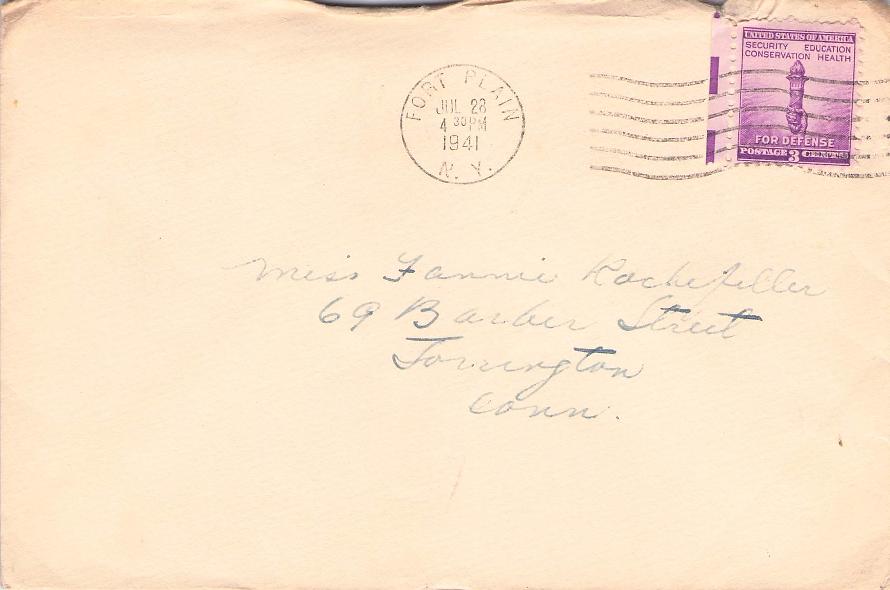 FORT PLAIN
JUL 28
4 30 PM
1941
N. Y.
UNITED STATES OF AMERICA
SECURITY EDUCATION
CONSERVATION HEALTH
FOR DEFENSE
POSTAGE 3 CENTS
Miss Fannie Rockefeller
69 Barber Street
Torrington
Conn.